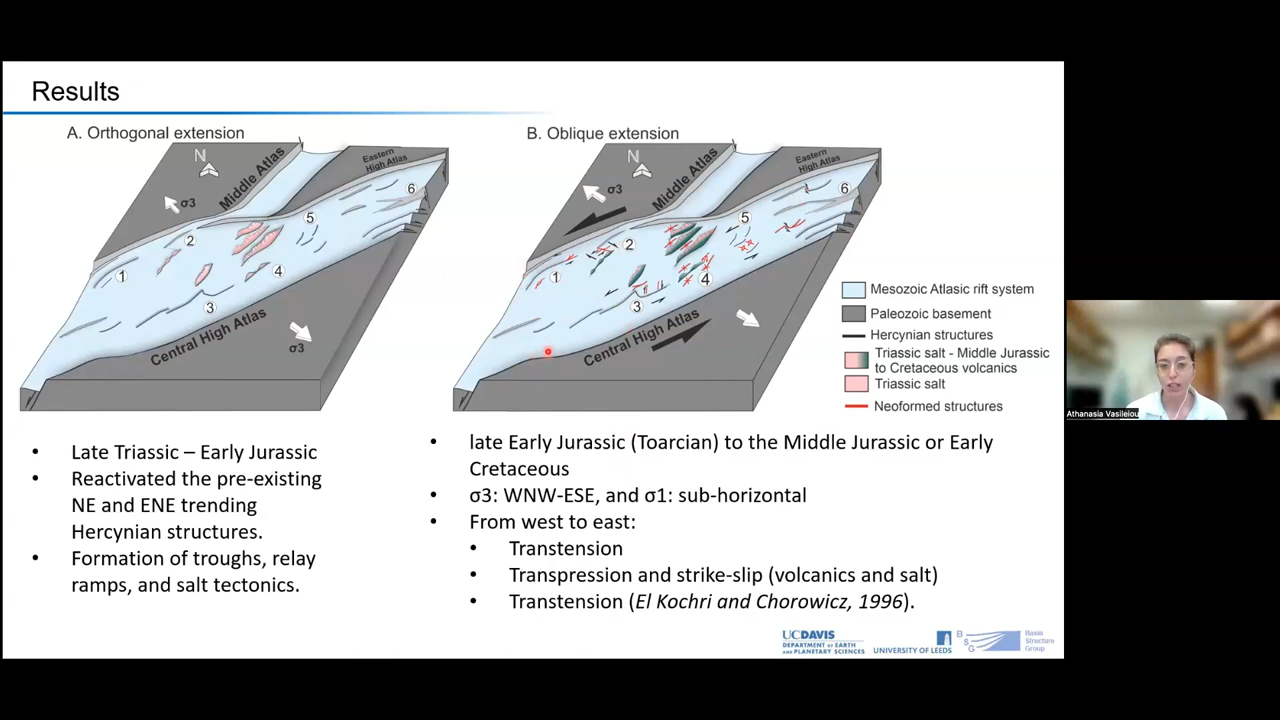 Results
A. Orthogonal extension
N
σ3
Middle Atlas
Eastern
High Atlas
1
2
3
4
5
6
Central High Atlas
σ3
B. Oblique extension
N
σ3
Middle Atlas
Eastern
High Atlas
1
2
3
4
5
6
Central High Atlas
Mesozoic Atlasic rift system
Paleozoic basement
Hercynian structures
Triassic salt - Middle Jurassic
to Cretaceous volcanics
Triassic salt
Neoformed structures
• Late Triassic – Early Jurassic
• Reactivated the pre-existing
NE and ENE trending
Hercynian structures.
• Formation of troughs, relay
ramps, and salt tectonics.
• late Early Jurassic (Toarcian) to the Middle Jurassic or Early
Cretaceous
• σ3: WNW-ESE, and σ1: sub-horizontal
• From west to east:
• Transtension
• Transpression and strike-slip (volcanics and salt)
• Transtension (El Kochri and Chorowicz, 1996).
UCDAVIS
DEPARTMENT OF EARTH
AND PLANETARY SCIENCES
UNIVERSITY OF LEEDS
B
S
G
Basin
Structure
Group
Athanasia Vasileiou